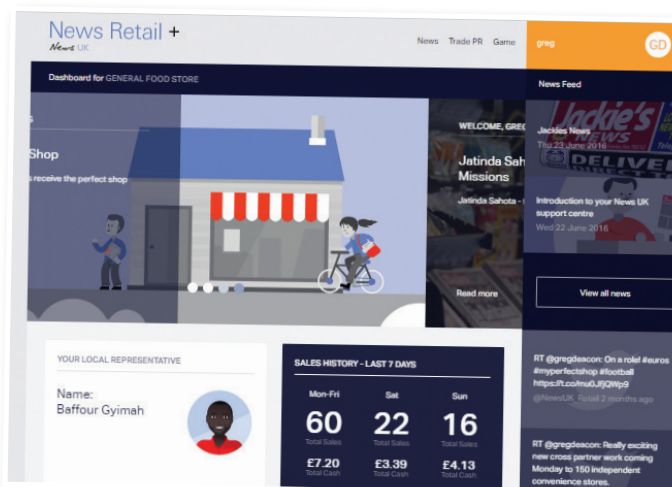 News Retail +
News UK
News Trade PR Game
greg
GD
Dashboard for GENERAL FOOD STORE
News Feed
Shop
receive the perfect shop
WELCOME, GREG
Jatinda Sah
Missions
Jatinda Sahota -
Read more
Jackie's
NEWS
DELIVER
Jackies News
Thu 23 June 2016
Introduction to your News UK
support centre
Wed 22 June 2016
View all news
YOUR LOCAL REPRESENTATIVE
Name:
Baffour Gyimah
SALES HISTORY - LAST 7 DAYS
Mon-Fri Sat Sun
60 22 16
Total Sales Total Sales Total Sales
£7.20 £3.39 £4.13
Total Cash Total Cash Total Cash
RT @gregdeacon: On a role! #euros
#myperfectshop #football
https://t.co/mu0JfjQWp9
@NewsUK_Retail 2 months ago
RT @gregdeacon: Really exciting
new cross partner work coming
Monday to 150 independent
convenience stores.